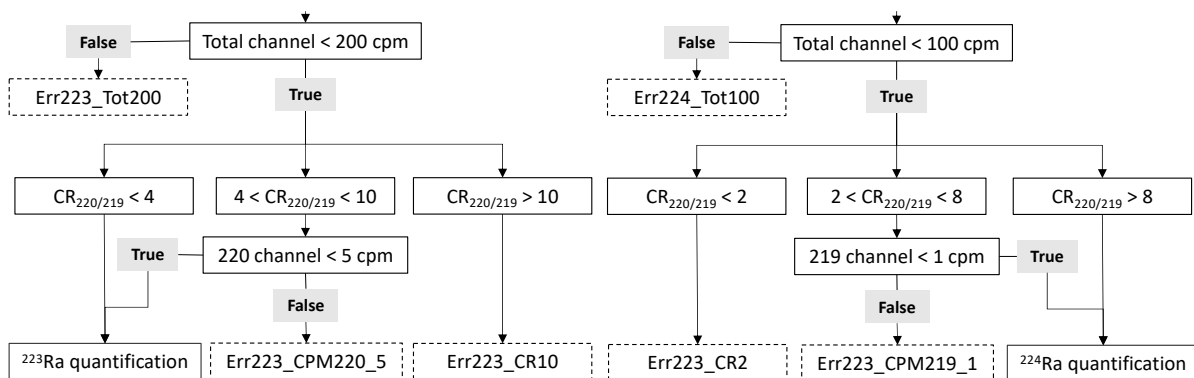 False
Total channel < 200 cpm
Err223_Tot200
True
CR220/219 < 4
4 < CR220/219 < 10
CR220/219 > 10
True
220 channel < 5 cpm
False
²²³Ra quantification
Err223_CPM220_5
Err223_CR10
False
Total channel < 100 cpm
Err224_Tot100
True
CR220/219 < 2
2 < CR220/219 < 8
CR220/219 > 8
219 channel < 1 cpm
True
False
Err223_CR2
Err223_CPM219_1
²²⁴Ra quantification